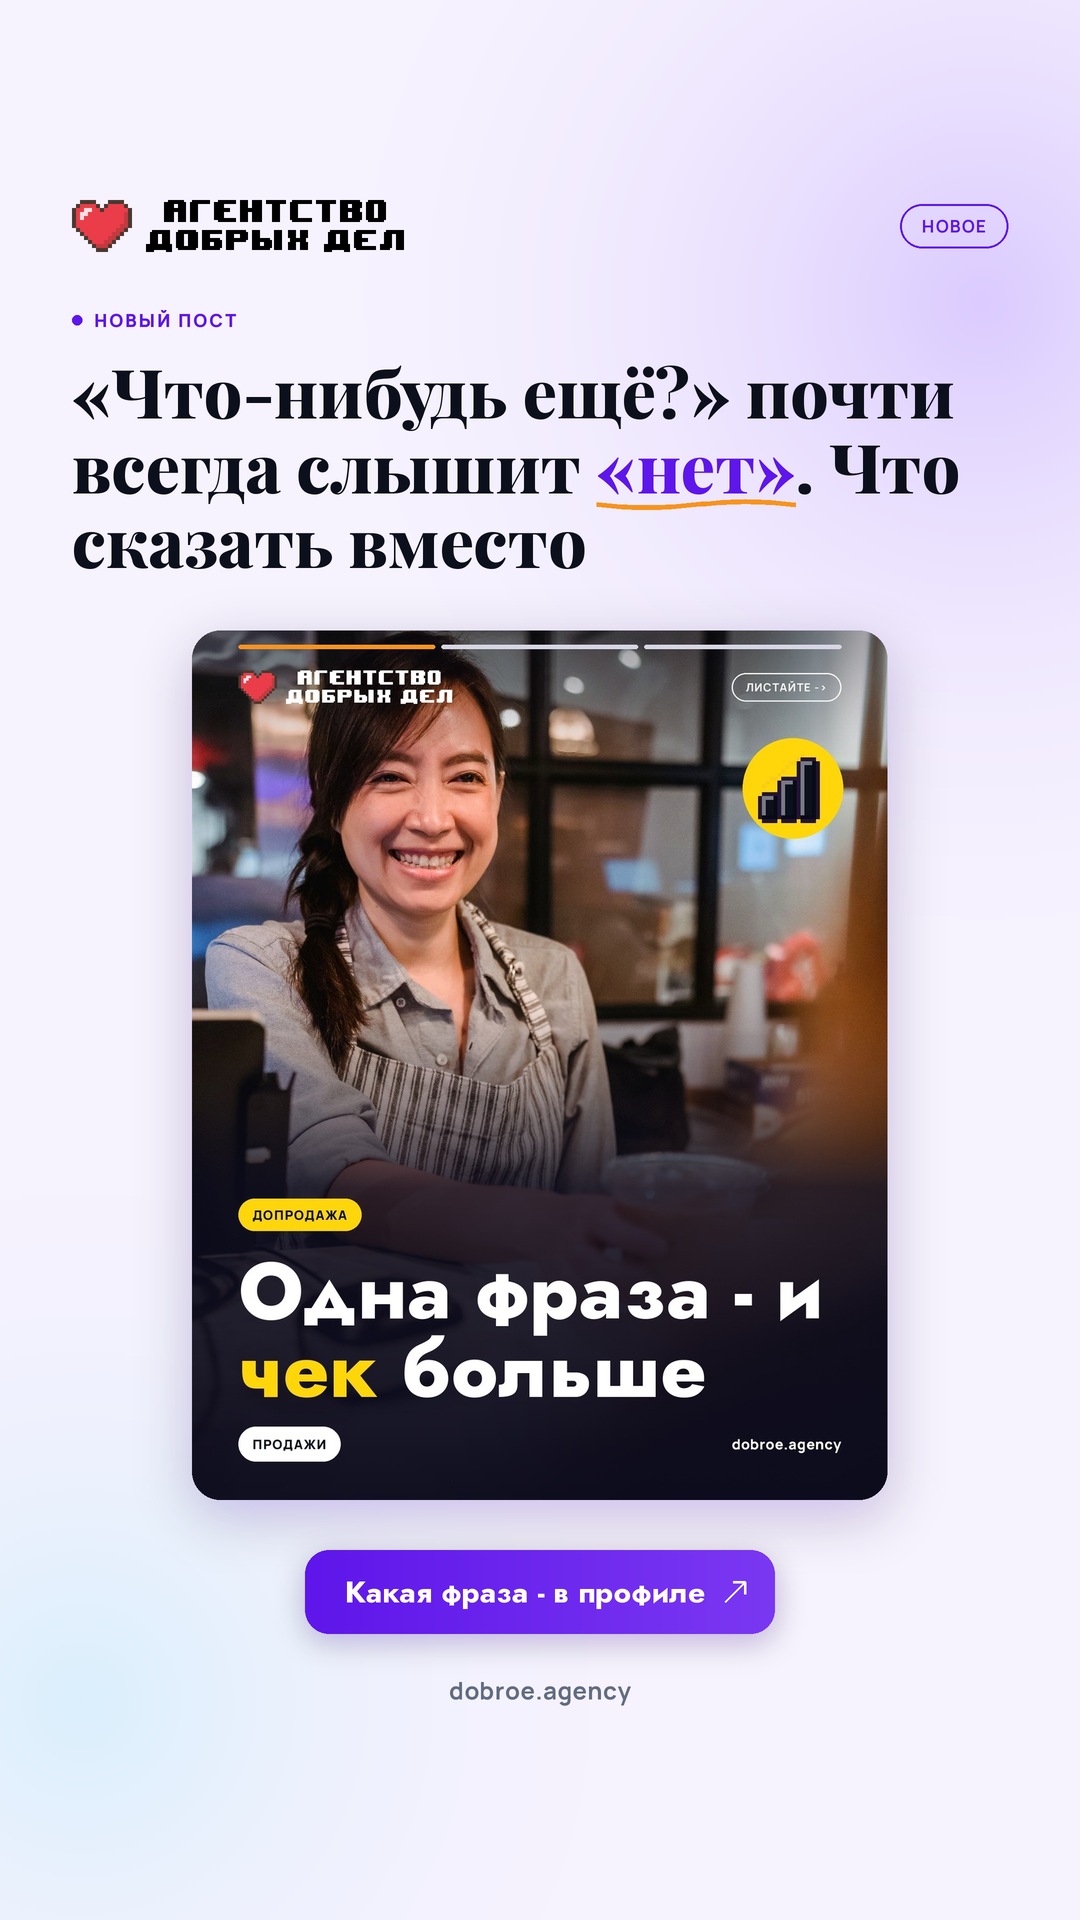 АГЕНТСТВО
ДОБРЫХ ДЕЛ
НОВОЕ
НОВЫЙ ПОСТ
«Что-нибудь ещё?» почти
всегда слышит «нет». Что
сказать вместо
АГЕНТСТВО
ДОБРЫХ ДЕЛ
ЛИСТАЙТЕ ->
ДОПРОДАЖА
Одна фраза - и
чек больше
ПРОДАЖИ
dobroe.agency
Какая фраза - в профиле ↗
dobroe.agency